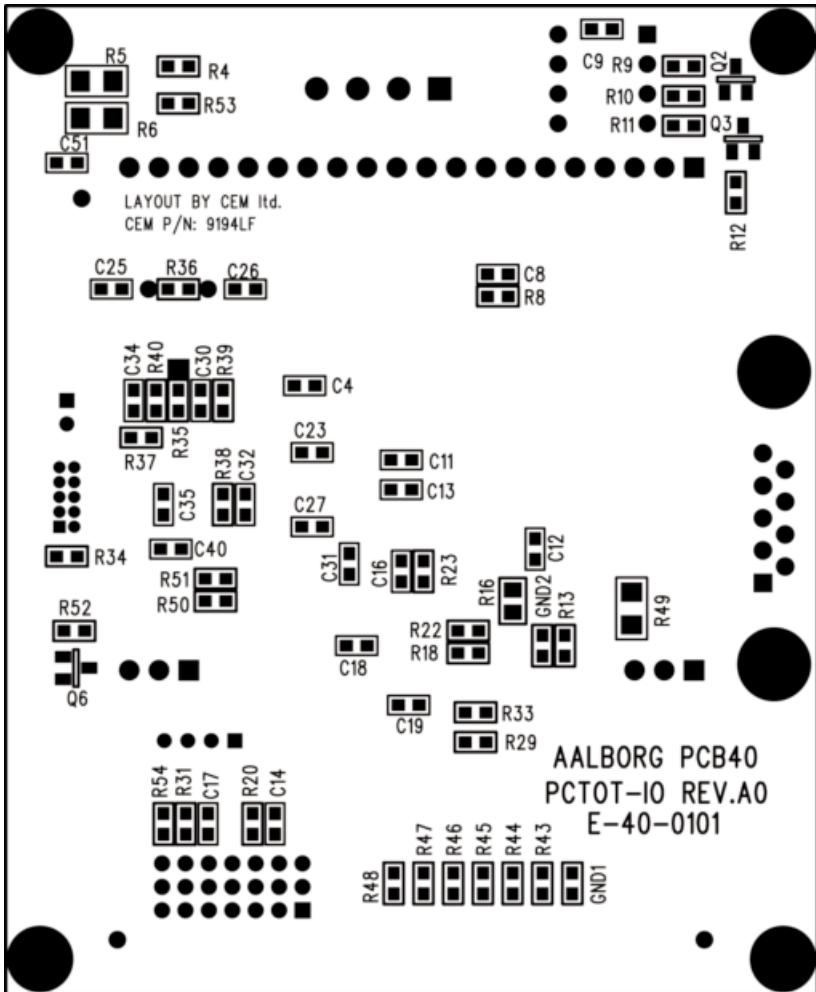 R5
R4
C9
R9
Q2
R53
R10
R6
R11
Q3
C51
LAYOUT BY CEM ltd.
CEM P/N: 9194LF
R12
C25
R36
C26
C8
R8
C34
R40
C30
R39
C4
R37
R35
C23
C11
R38
C32
C13
C35
C27
C12
R34
C40
C31
C16
R23
R51
R50
R16
GND2
R13
R49
R52
R22
R18
C18
Q6
C19
R33
R29
AALBORG PCB40
PCTOT-IO REV.A0
E-40-0101
R54
R31
C17
R20
C14
R48
R47
R46
R45
R44
R43
GND1